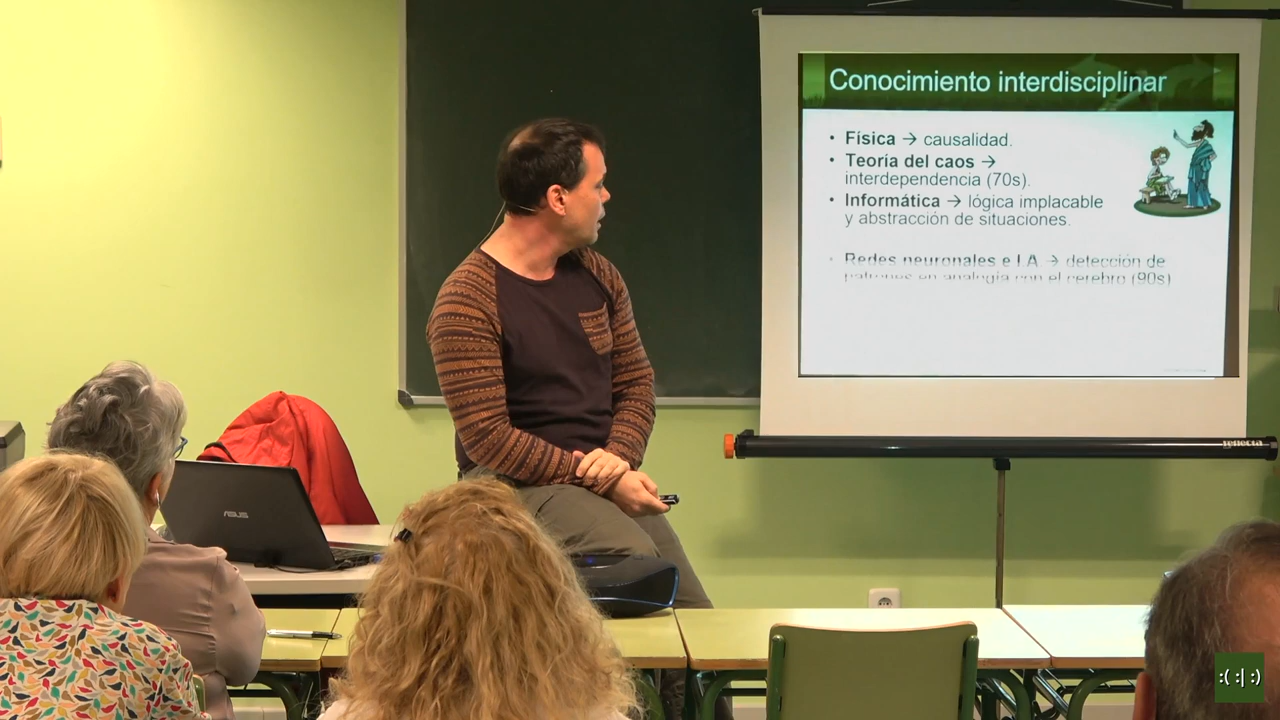 Conocimiento interdisciplinar
• Física → causalidad.
• Teoría del caos →
interdependencia (70s).
• Informática → lógica implacable
y abstracción de situaciones.
• Redes neuronales e I.A. → detección de
patrones en analogía con el cerebro (90s)
ASUS
:( :| :)